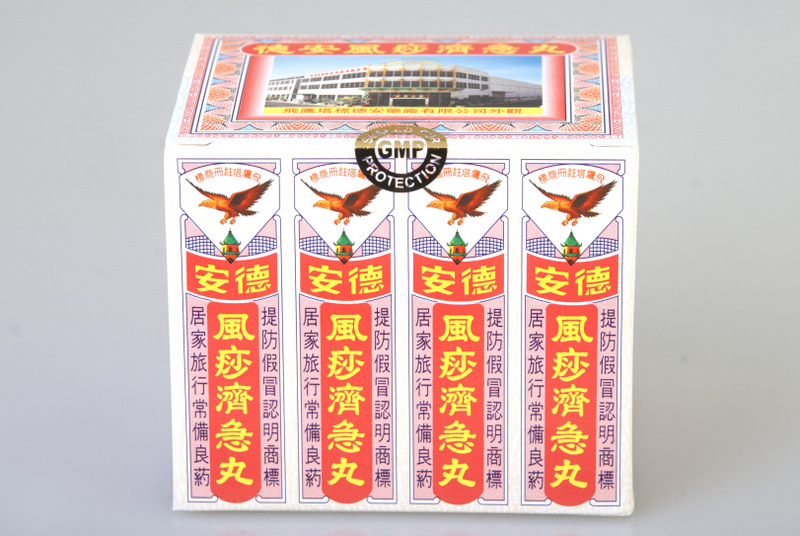 德安風痧濟急丸
飛鷹塔標德安藥廠有限公司外觀
SEALED FOR
GMP
PROTECTION
標商冊註塔鷹飛
安德
提防假冒認明商標
風痧濟急丸
居家旅行常備良葯
標商冊註塔鷹飛
安德
提防假冒認明商標
風痧濟急丸
居家旅行常備良葯
標商冊註塔鷹飛
安德
提防假冒認明商標
風痧濟急丸
居家旅行常備良葯
標商冊註塔鷹飛
安德
提防假冒認明商標
風痧濟急丸
居家旅行常備良葯